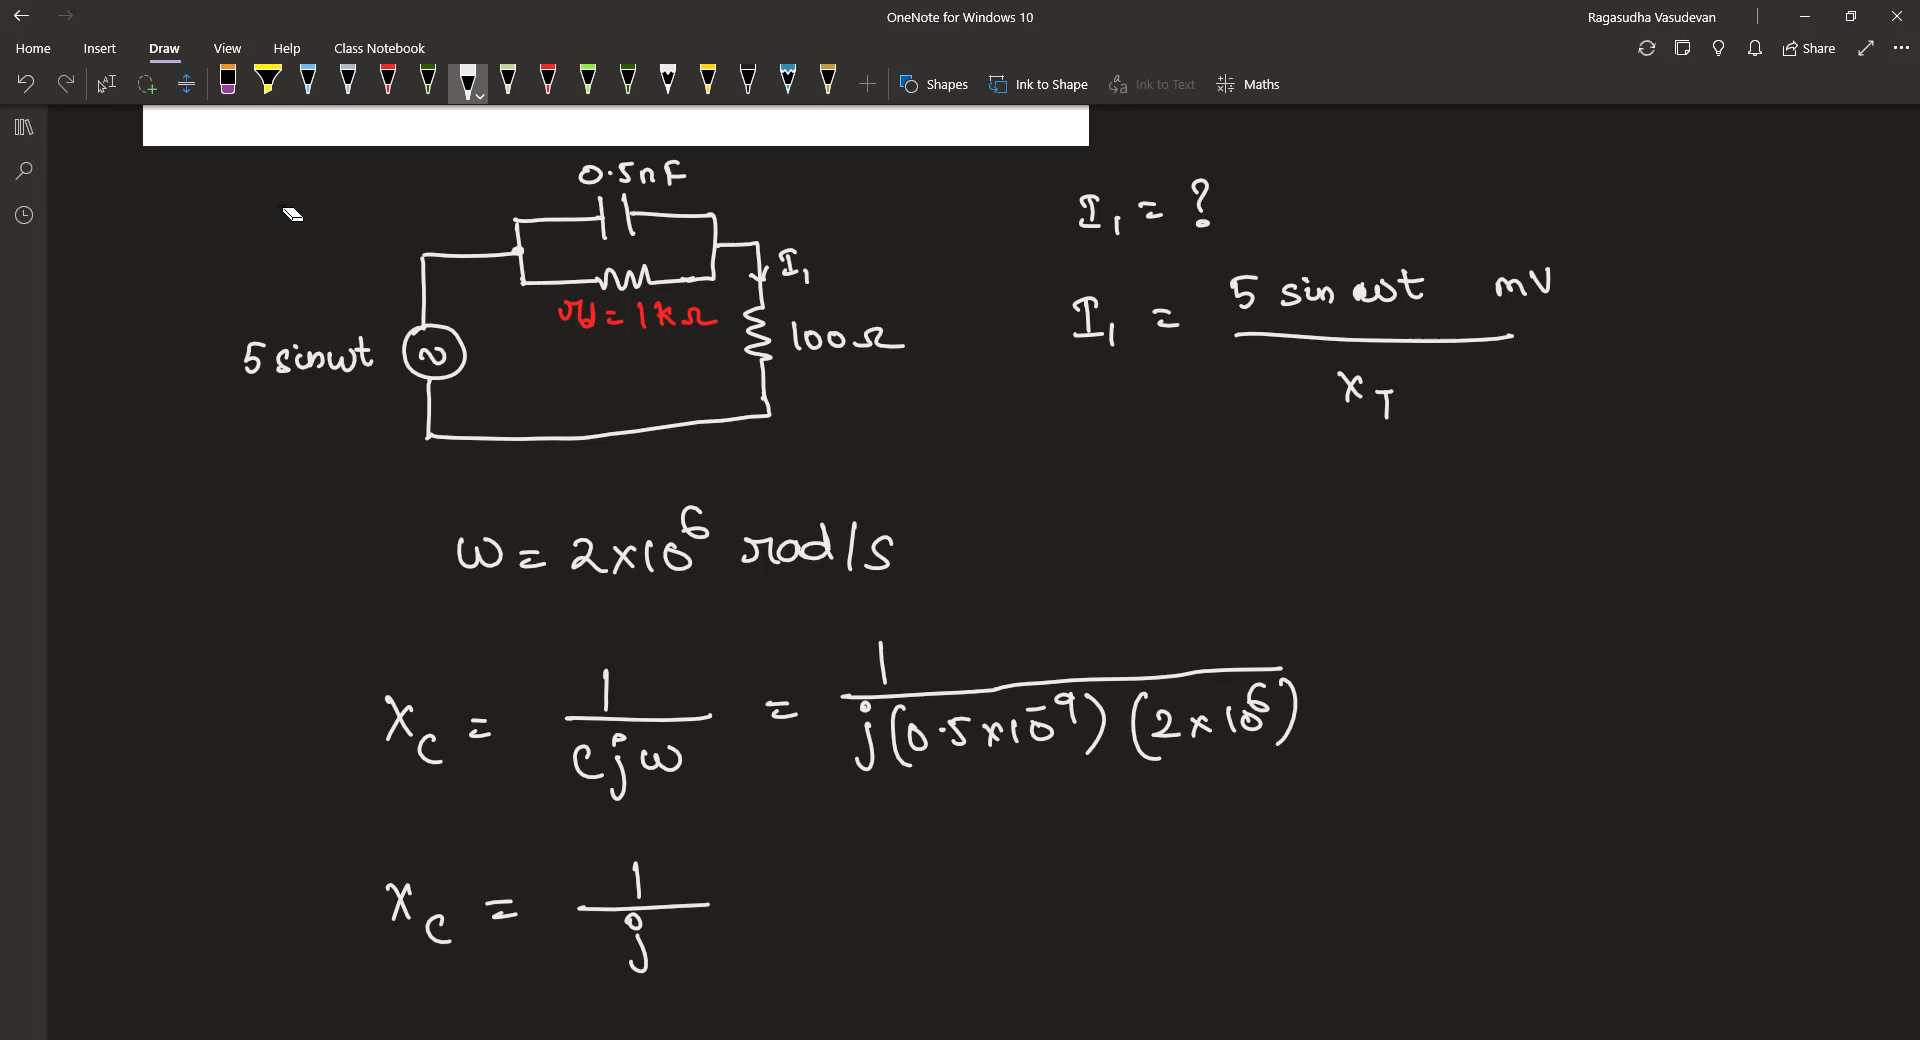 OneNote for Windows 10
Ragasudha Vasudevan
Home Insert Draw View Help Class Notebook
Share
Shapes Ink to Shape Ink to Text Maths
0.5nF
I₁ = ?
I₁
5 sin ωt mV
I₁ = ―――
X_T
rd = 1kΩ
100Ω
5 sinωt
ω = 2×10⁶ rad/s
X_C = 1/(Cjω) = 1/(j(0.5×10⁻⁹)(2×10⁶))
X_C = 1/j